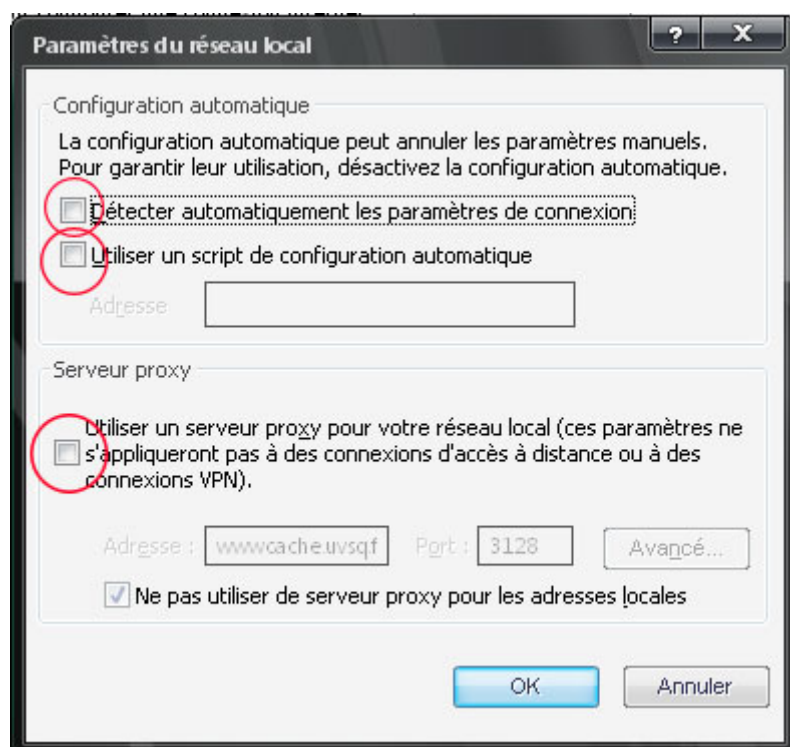 Paramètres du réseau local
? X
Configuration automatique
La configuration automatique peut annuler les paramètres manuels.
Pour garantir leur utilisation, désactivez la configuration automatique.
Détecter automatiquement les paramètres de connexion
Utiliser un script de configuration automatique
Adresse
Serveur proxy
Utiliser un serveur proxy pour votre réseau local (ces paramètres ne
s'appliqueront pas à des connexions d'accès à distance ou à des
connexions VPN).
Adresse : wwwcache.uvsqf Port : 3128 Avancé...
Ne pas utiliser de serveur proxy pour les adresses locales
OK Annuler